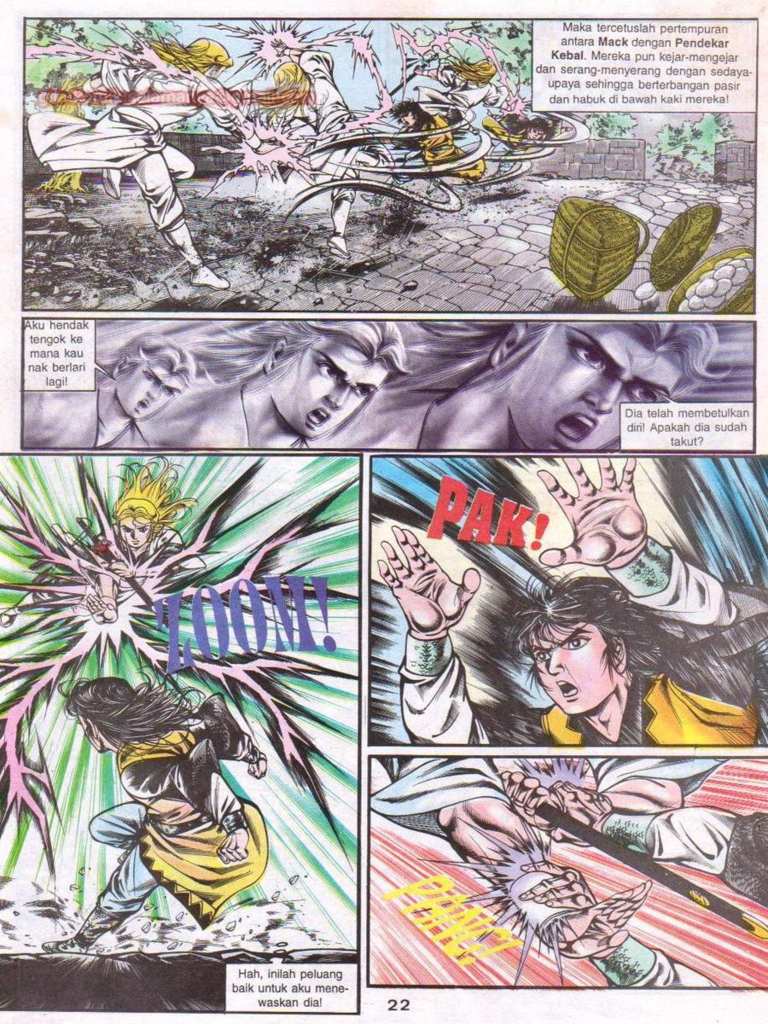 Maka tercetuslah pertempuran
antara Mack dengan Pendekar
Kebal. Mereka pun kejar-mengejar
dan serang-menyerang dengan sedaya-
upaya sehingga berterbangan pasir
dan habuk di bawah kaki mereka!
Aku hendak
tengok ke
mana kau
nak berlari
lagi!
Dia telah membetulkan
diri! Apakah dia sudah
takut?
ZOOM!
PAK!
PANG!
Hah, inilah peluang
baik untuk aku mene-
waskan dia!
22